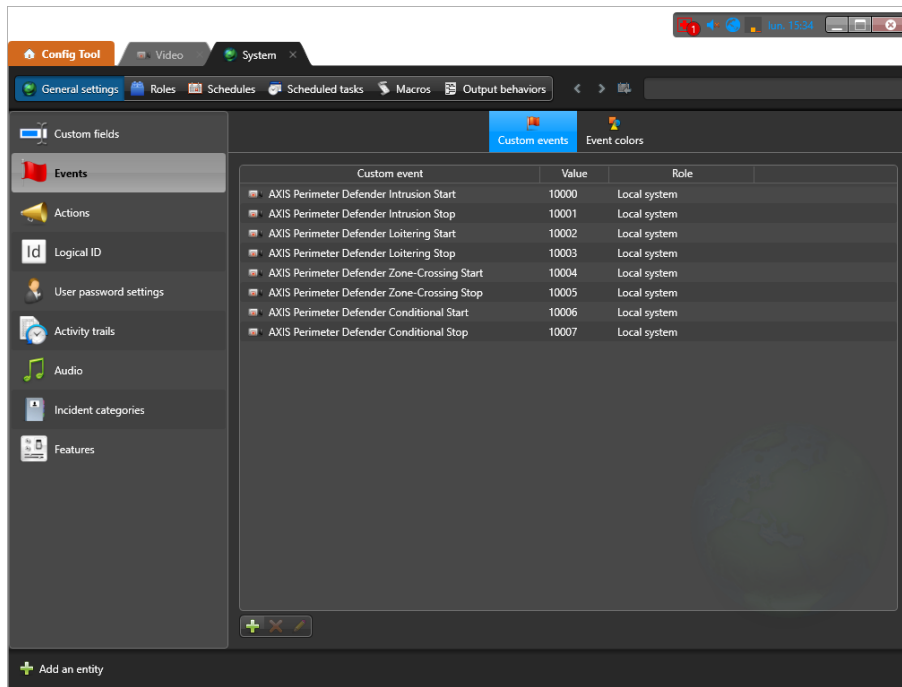 1
lun. 15:34
Config Tool
Video
System
General settings
Roles
Schedules
Scheduled tasks
Macros
Output behaviors
Custom fields
Events
Actions
Id
Logical ID
User password settings
Activity trails
Audio
Incident categories
Features
Custom events
Event colors
Custom event Value Role
AXIS Perimeter Defender Intrusion Start 10000 Local system
AXIS Perimeter Defender Intrusion Stop 10001 Local system
AXIS Perimeter Defender Loitering Start 10002 Local system
AXIS Perimeter Defender Loitering Stop 10003 Local system
AXIS Perimeter Defender Zone-Crossing Start 10004 Local system
AXIS Perimeter Defender Zone-Crossing Stop 10005 Local system
AXIS Perimeter Defender Conditional Start 10006 Local system
AXIS Perimeter Defender Conditional Stop 10007 Local system
Add an entity